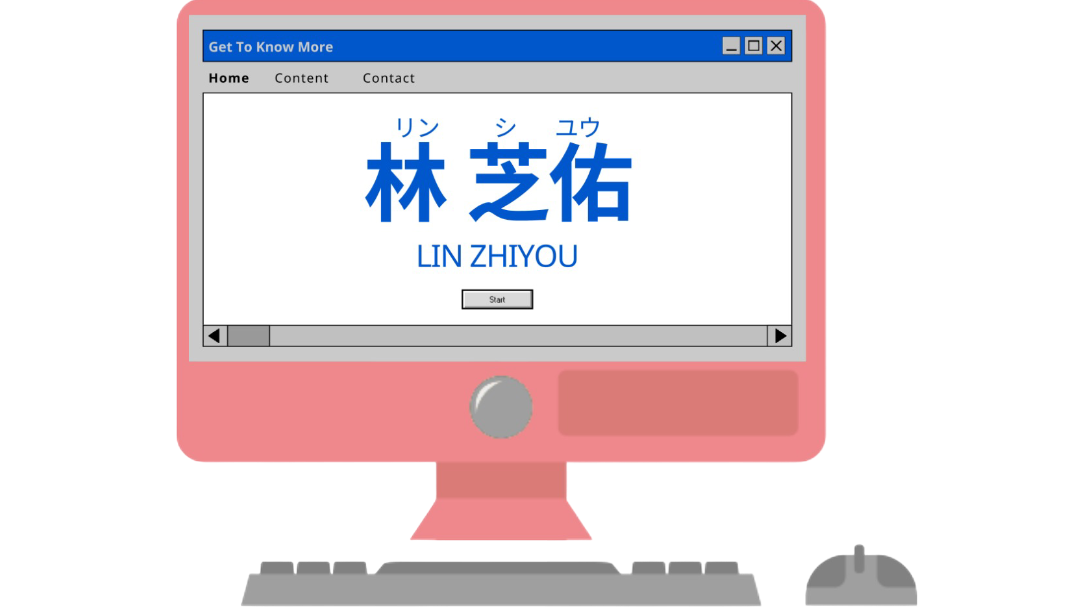 Get To Know More
Home Content Contact
リン シ ユウ
林 芝佑
LIN ZHIYOU
Start